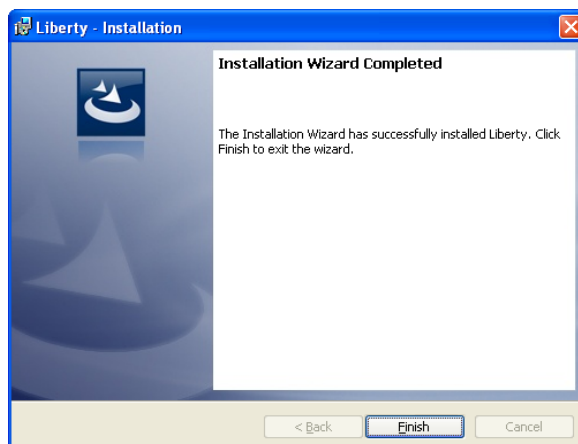 Liberty - Installation
Installation Wizard Completed
The Installation Wizard has successfully installed Liberty. Click
Finish to exit the wizard.
< Back
Finish
Cancel